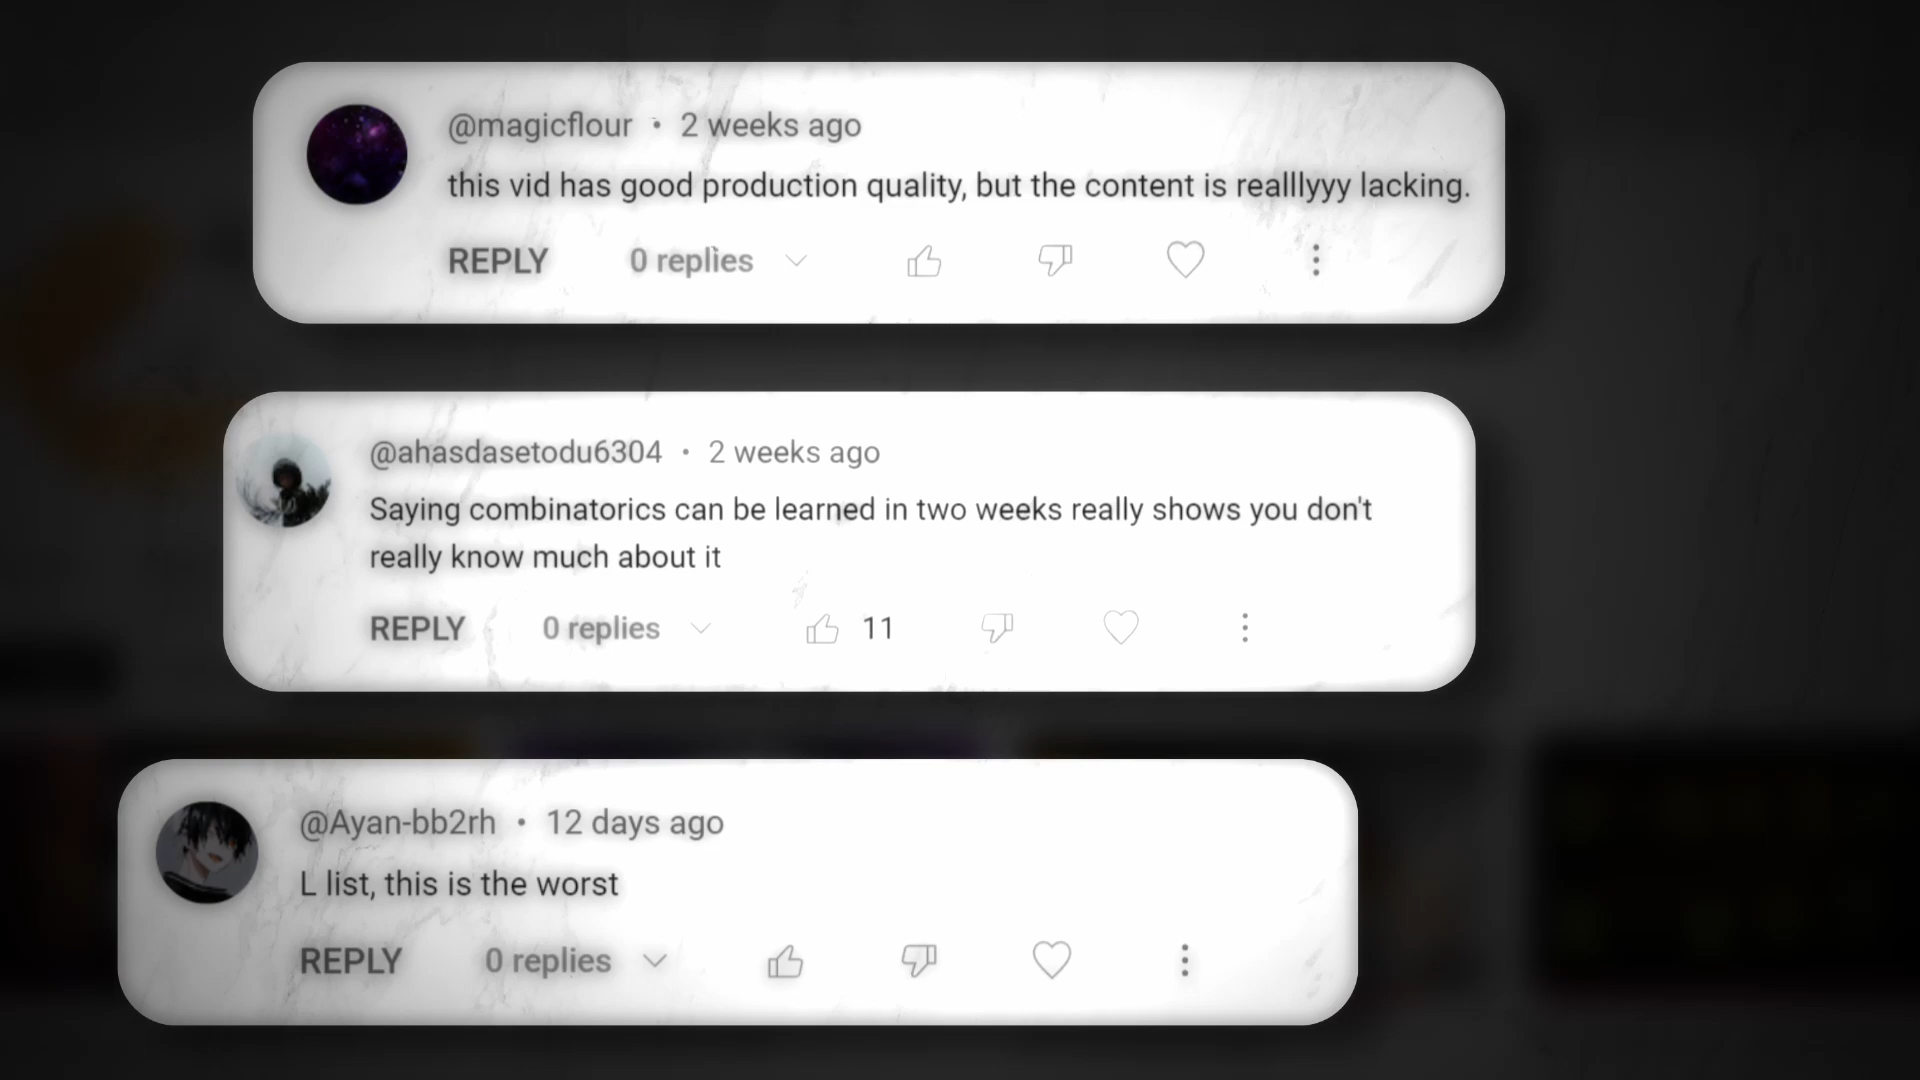 @magicflour • 2 weeks ago
this vid has good production quality, but the content is realllyyy lacking.
REPLY 0 replies
@ahasdasetodu6304 • 2 weeks ago
Saying combinatorics can be learned in two weeks really shows you don't
really know much about it
REPLY 0 replies 11
@Ayan-bb2rh • 12 days ago
L list, this is the worst
REPLY 0 replies